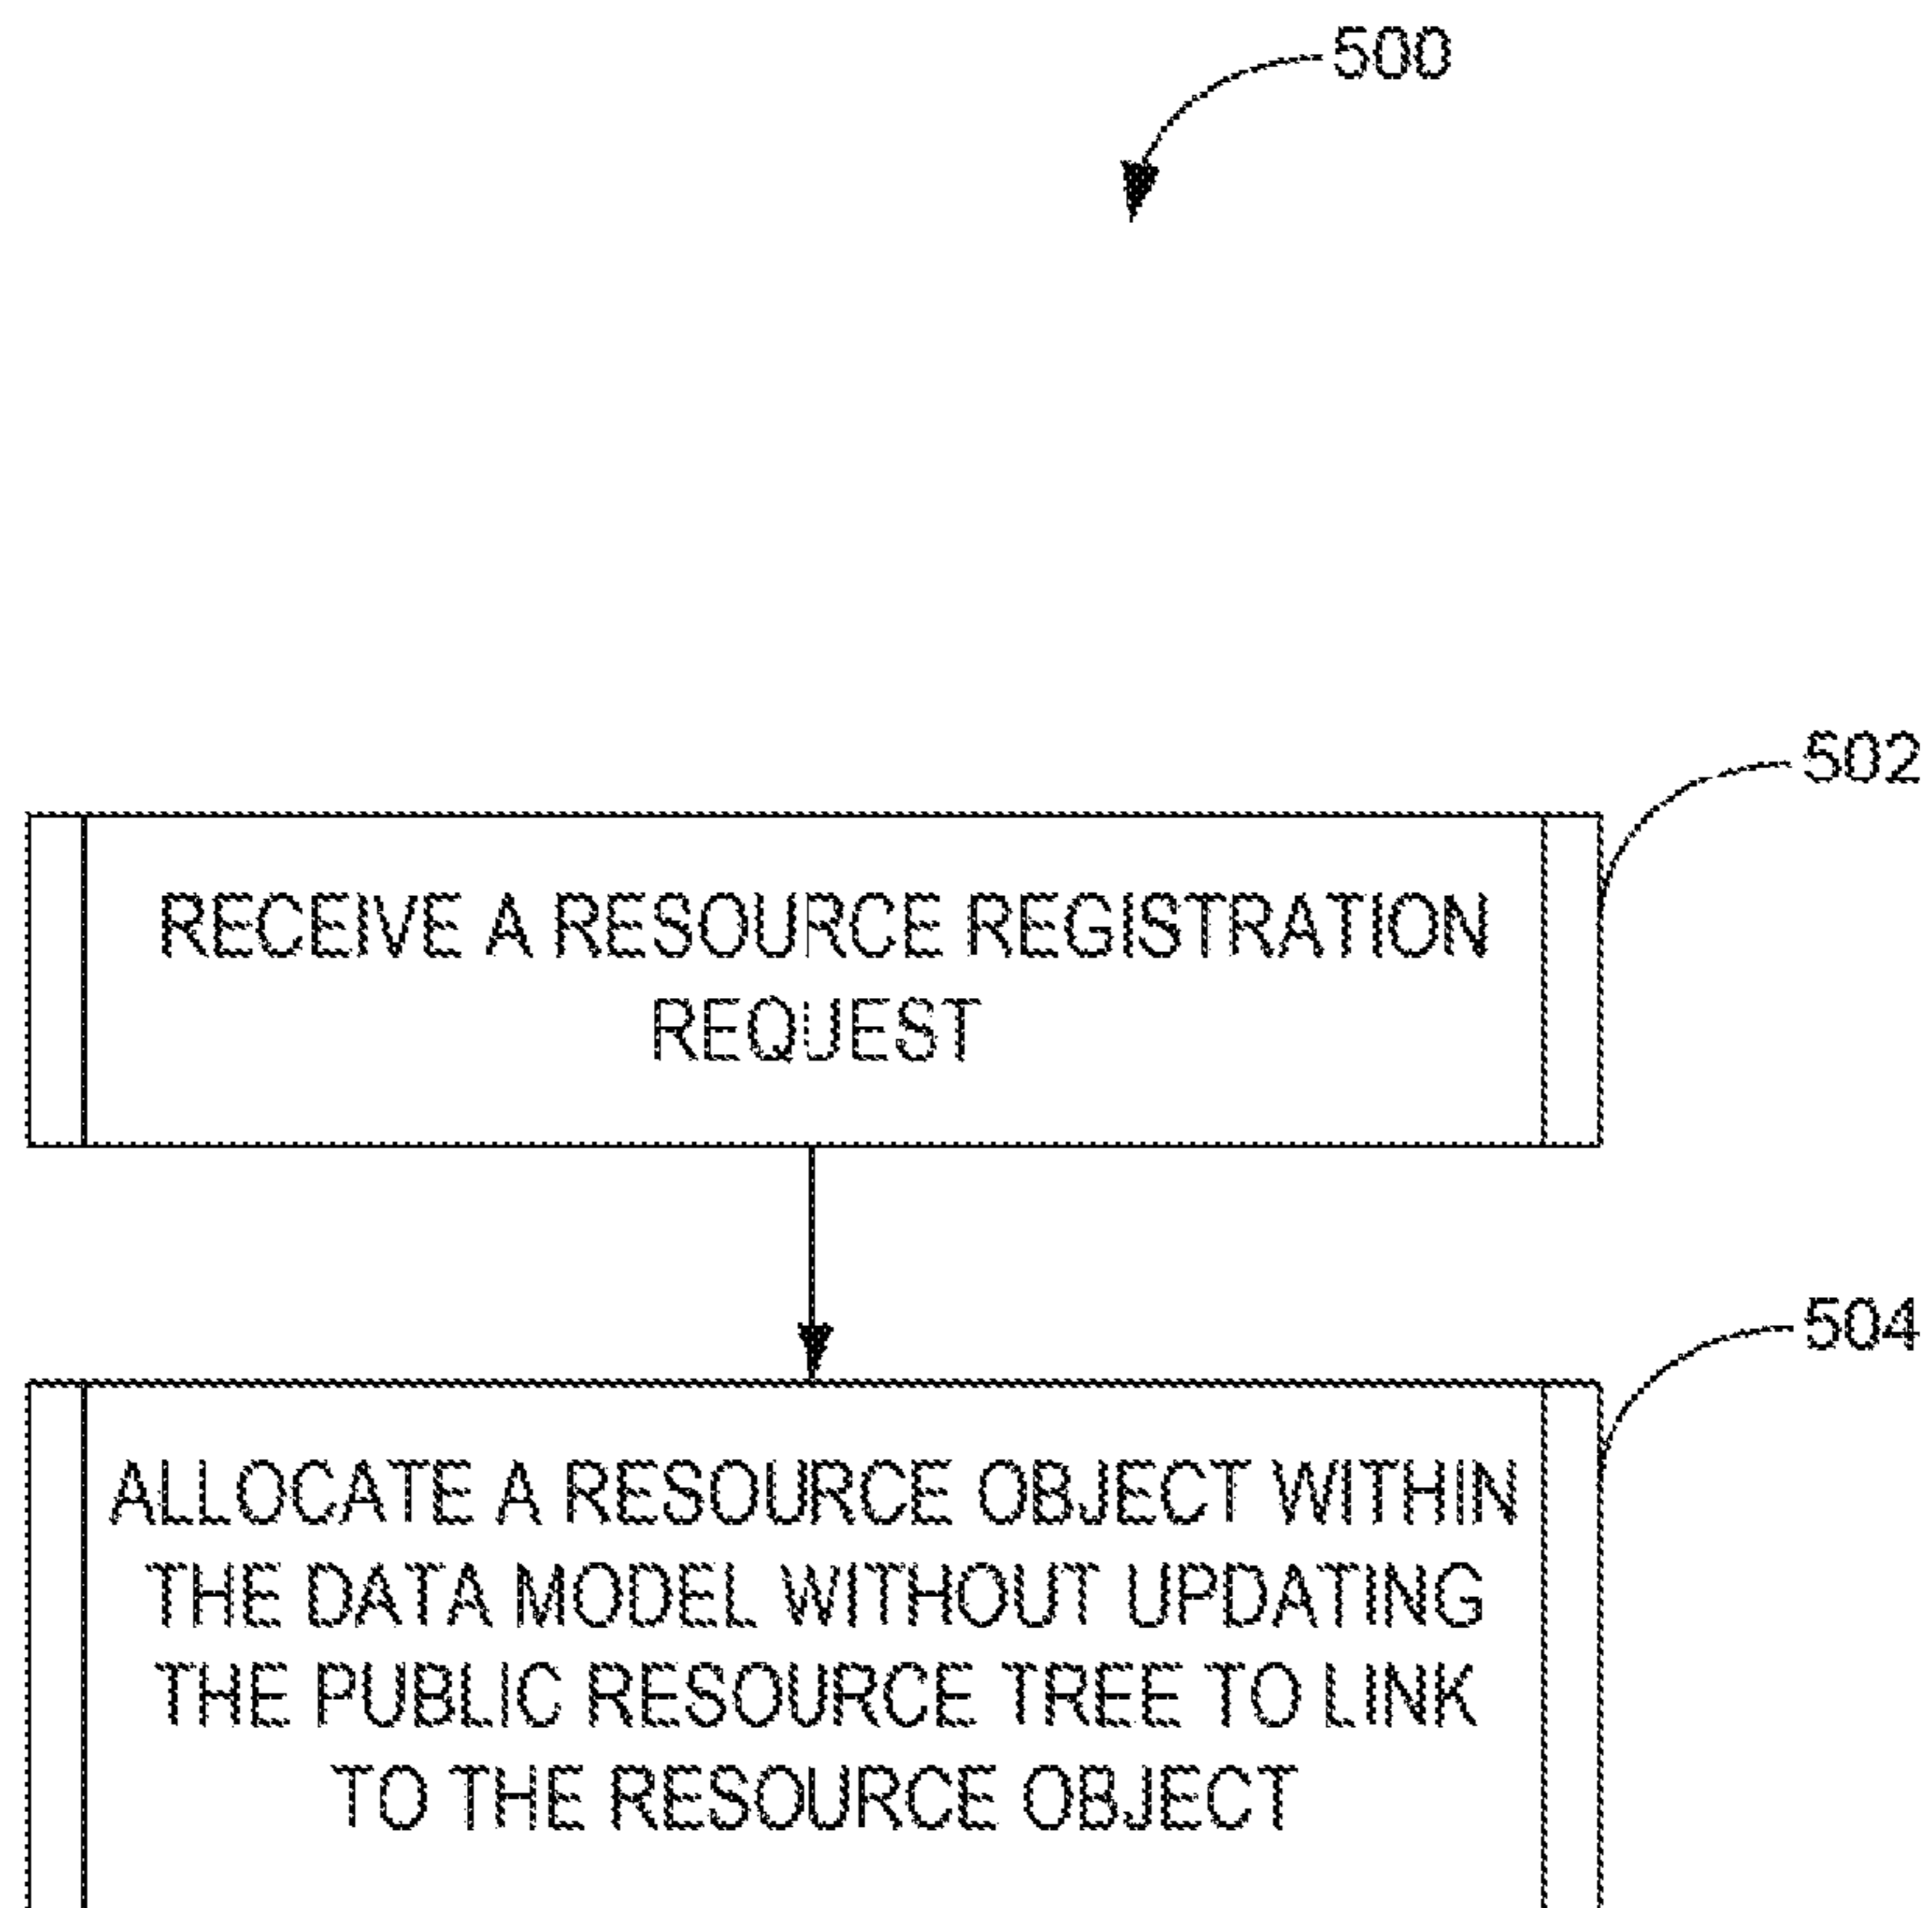 500
502
RECEIVE A RESOURCE REGISTRATION
REQUEST
504
ALLOCATE A RESOURCE OBJECT WITHIN
THE DATA MODEL WITHOUT UPDATING
THE PUBLIC RESOURCE TREE TO LINK
TO THE RESOURCE OBJECT